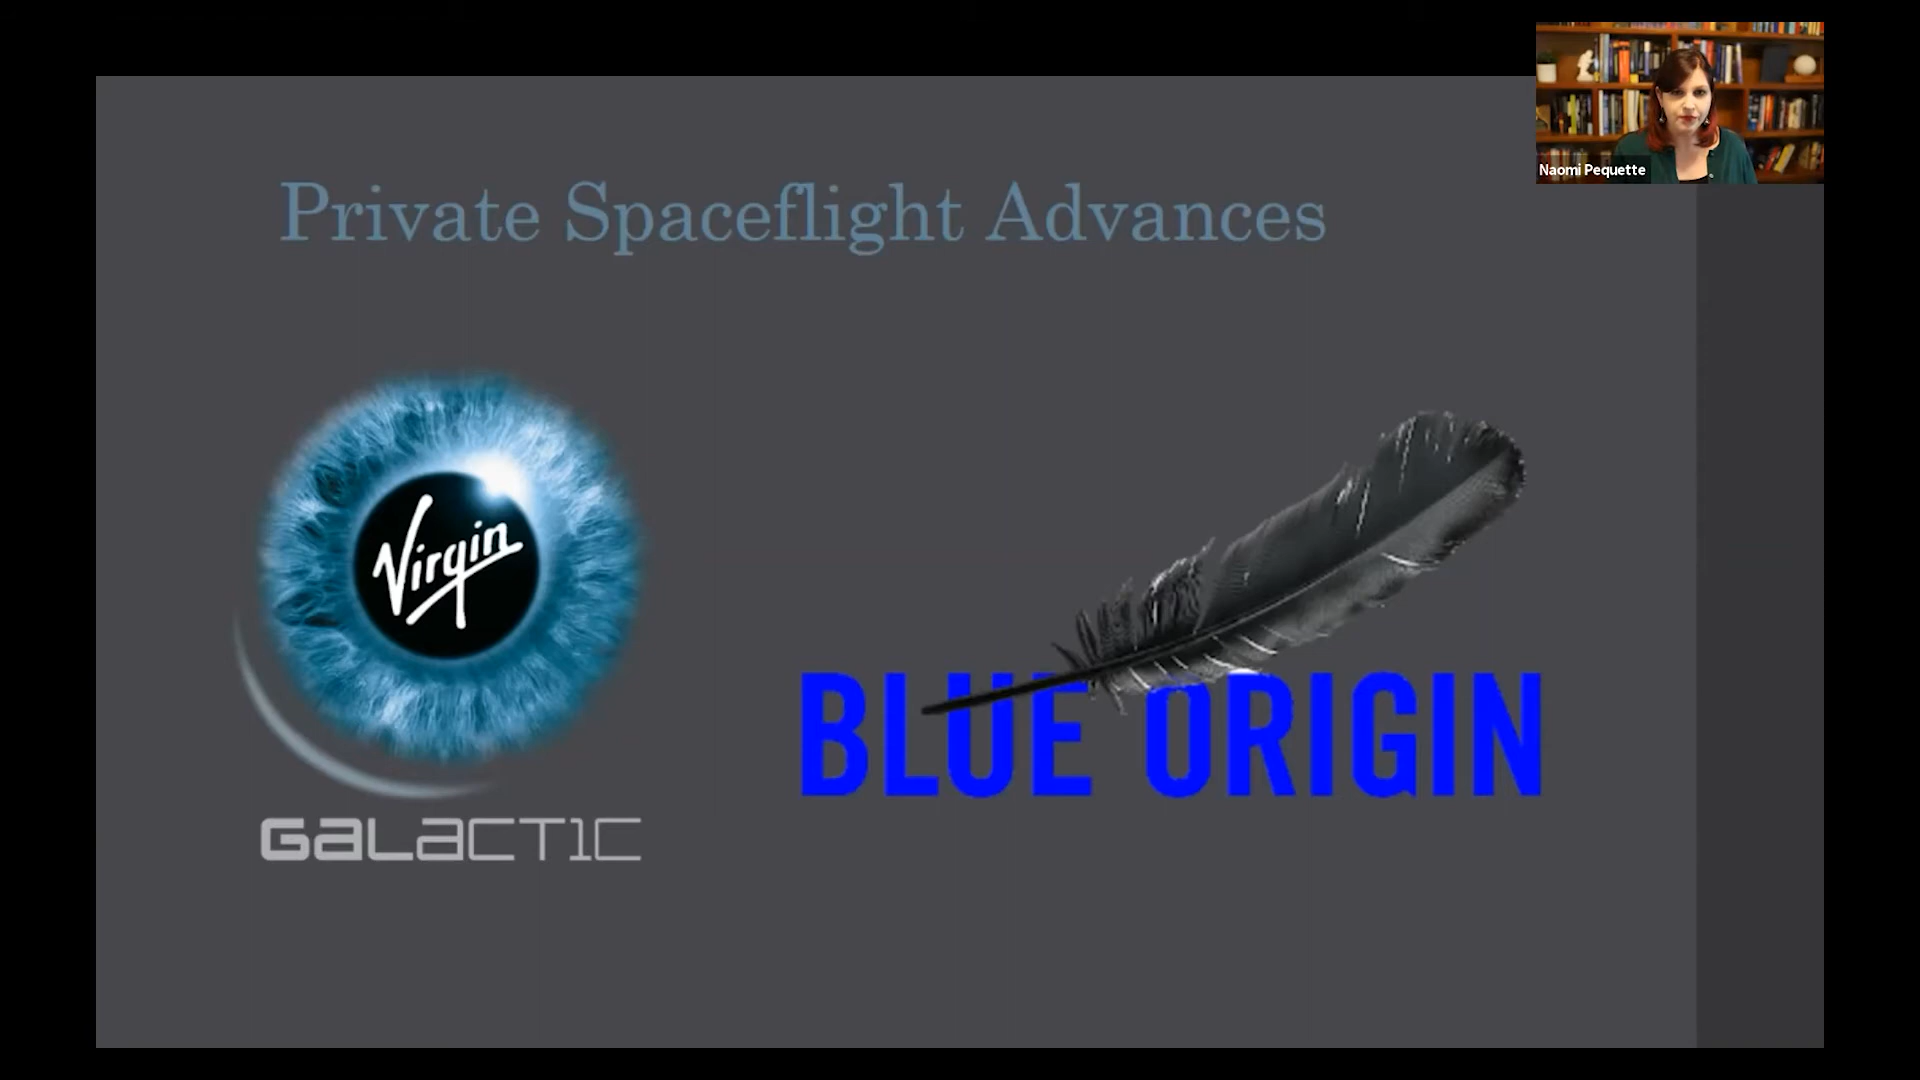 Naomi Pequette
Private Spaceflight Advances
Virgin
GALACTIC
BLUE ORIGIN